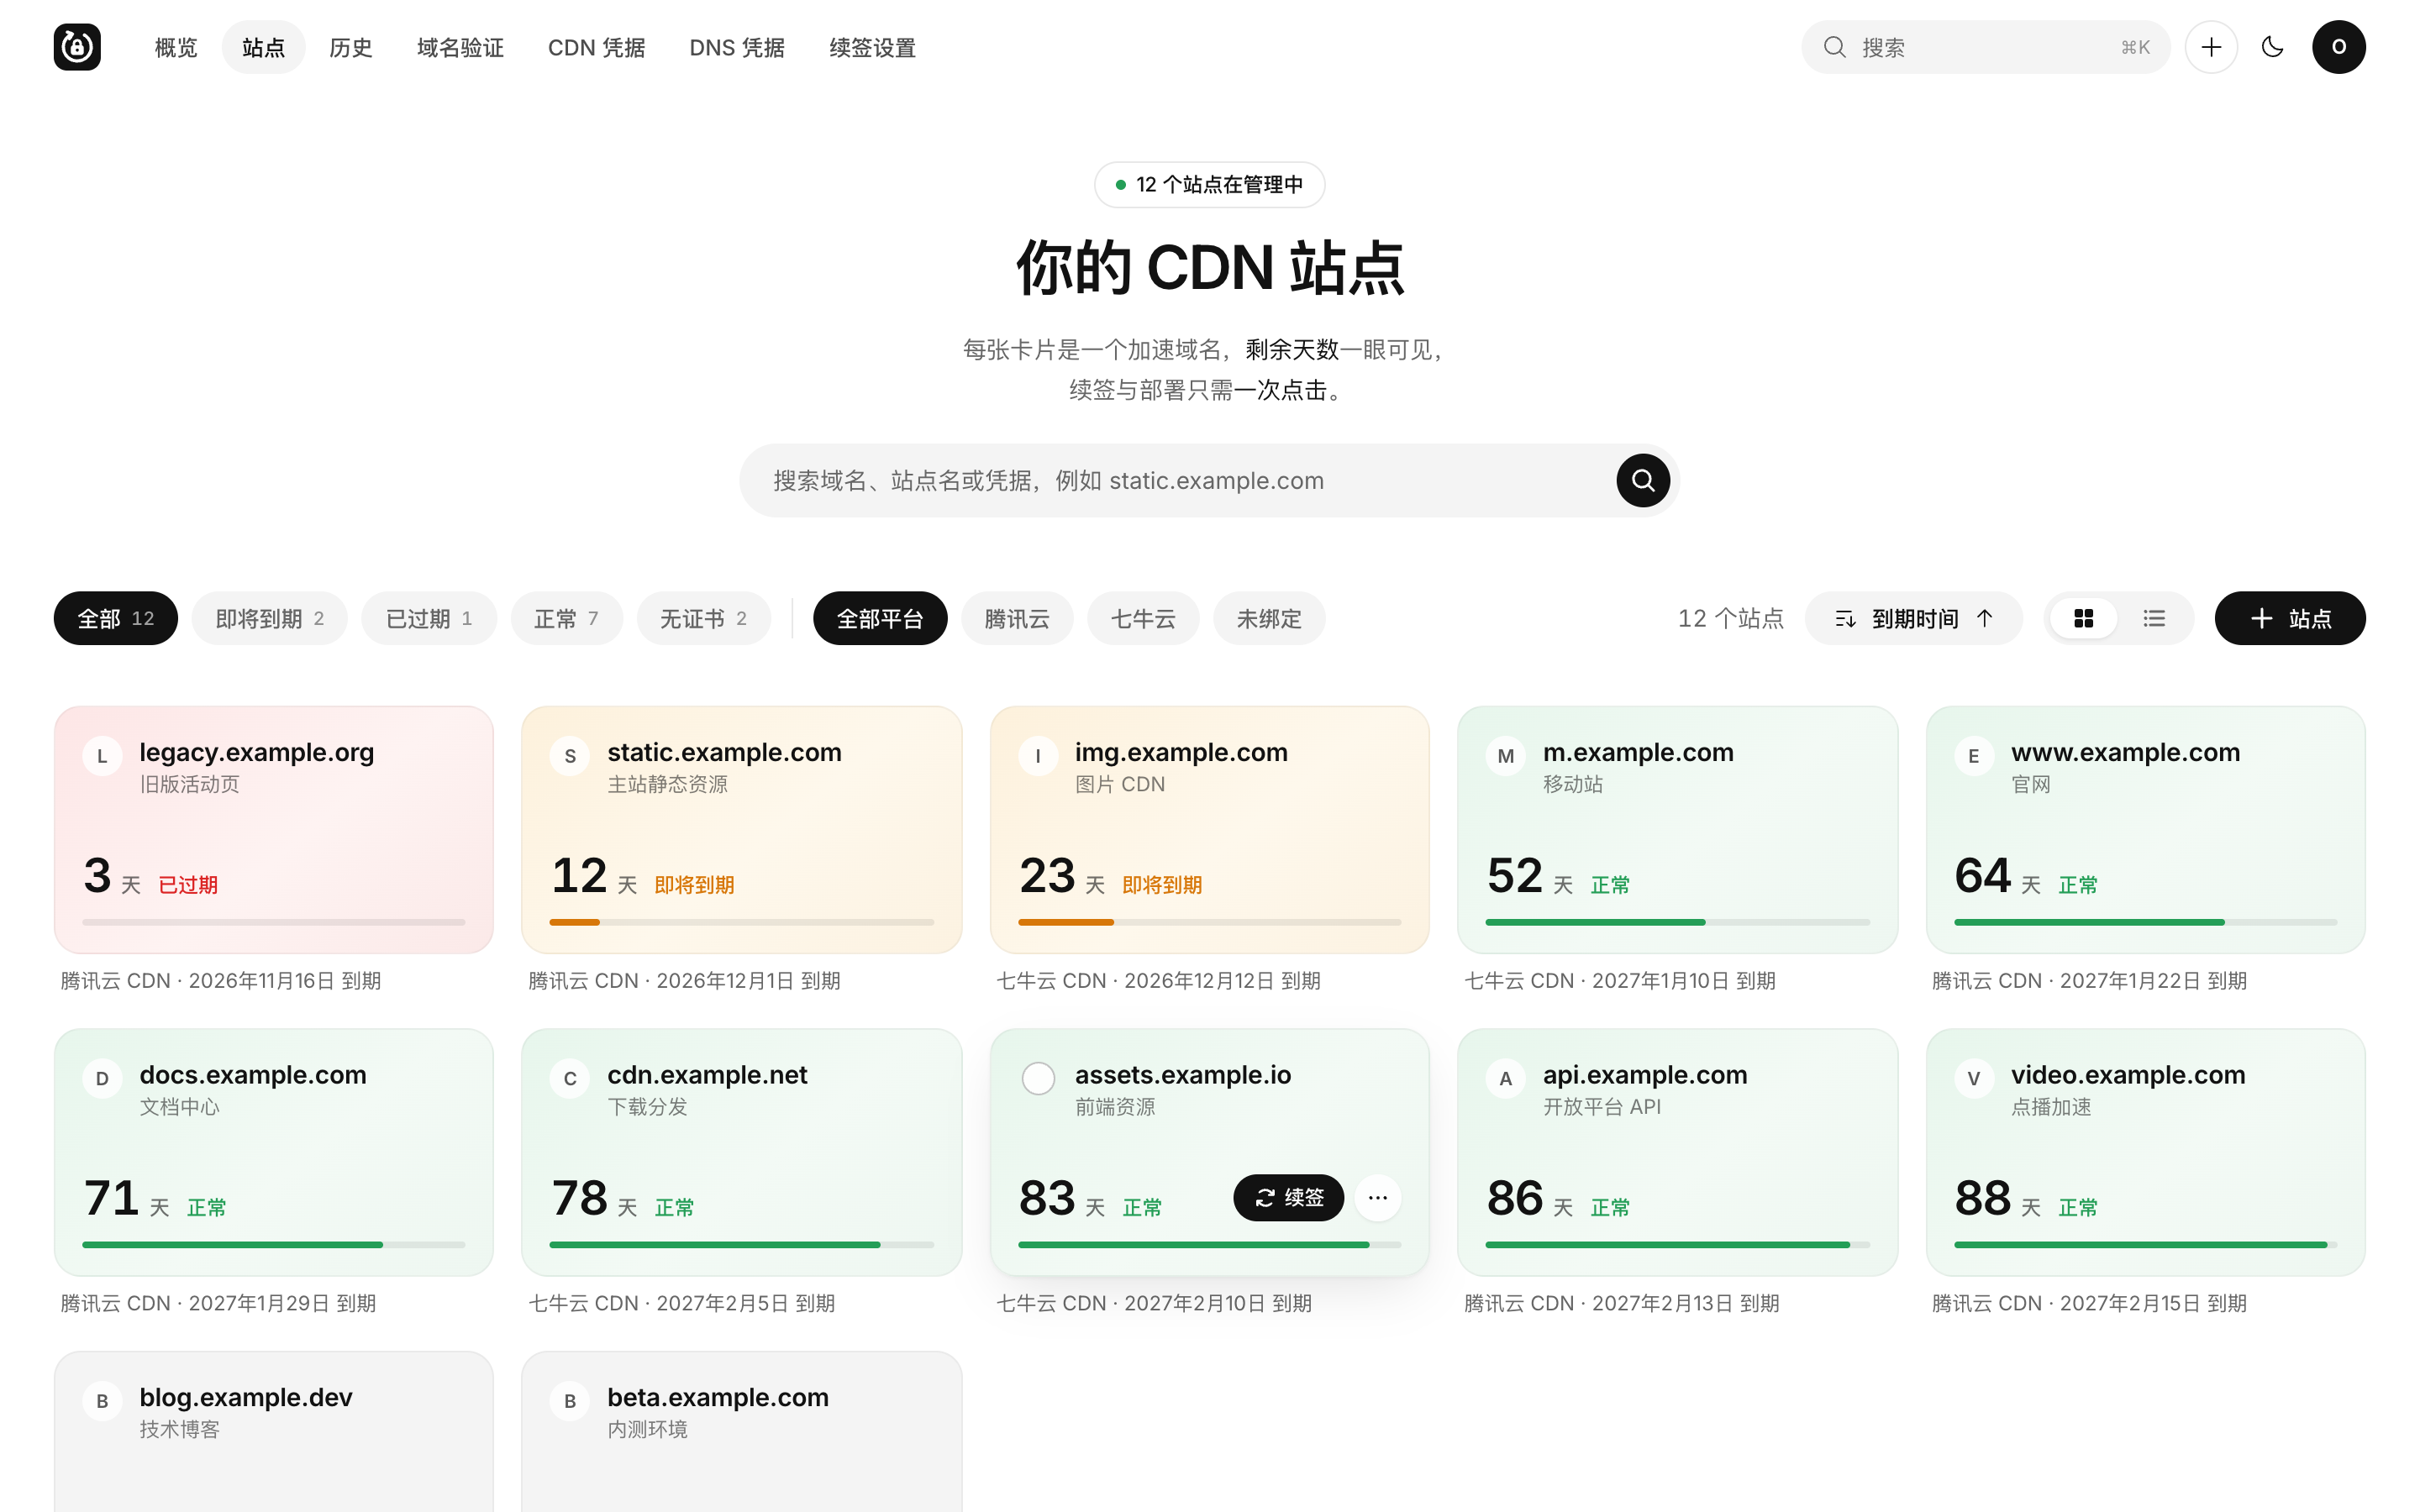 概览 站点 历史 域名验证 CDN 凭据 DNS 凭据 续签设置 搜索 ⌘K O
12 个站点在管理中
你的 CDN 站点
每张卡片是一个加速域名，剩余天数一眼可见，
续签与部署只需一次点击。
搜索域名、站点名或凭据，例如 static.example.com
全部 12 即将到期 2 已过期 1 正常 7 无证书 2 全部平台 腾讯云 七牛云 未绑定 12 个站点 到期时间 站点
L legacy.example.org
旧版活动页
3 天 已过期
腾讯云 CDN · 2026年11月16日 到期
S static.example.com
主站静态资源
12 天 即将到期
腾讯云 CDN · 2026年12月1日 到期
I img.example.com
图片 CDN
23 天 即将到期
七牛云 CDN · 2026年12月12日 到期
M m.example.com
移动站
52 天 正常
七牛云 CDN · 2027年1月10日 到期
E www.example.com
官网
64 天 正常
腾讯云 CDN · 2027年1月22日 到期
D docs.example.com
文档中心
71 天 正常
腾讯云 CDN · 2027年1月29日 到期
C cdn.example.net
下载分发
78 天 正常
七牛云 CDN · 2027年2月5日 到期
assets.example.io
前端资源
83 天 正常 续签
七牛云 CDN · 2027年2月10日 到期
A api.example.com
开放平台 API
86 天 正常
腾讯云 CDN · 2027年2月13日 到期
V video.example.com
点播加速
88 天 正常
腾讯云 CDN · 2027年2月15日 到期
B blog.example.dev
技术博客
B beta.example.com
内测环境